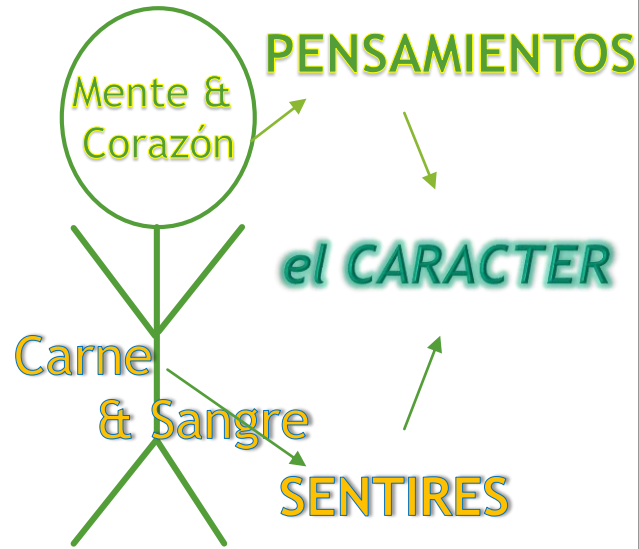 Mente &
Corazón
PENSAMIENTOS
el CARACTER
Carne
& Sangre
SENTIRES